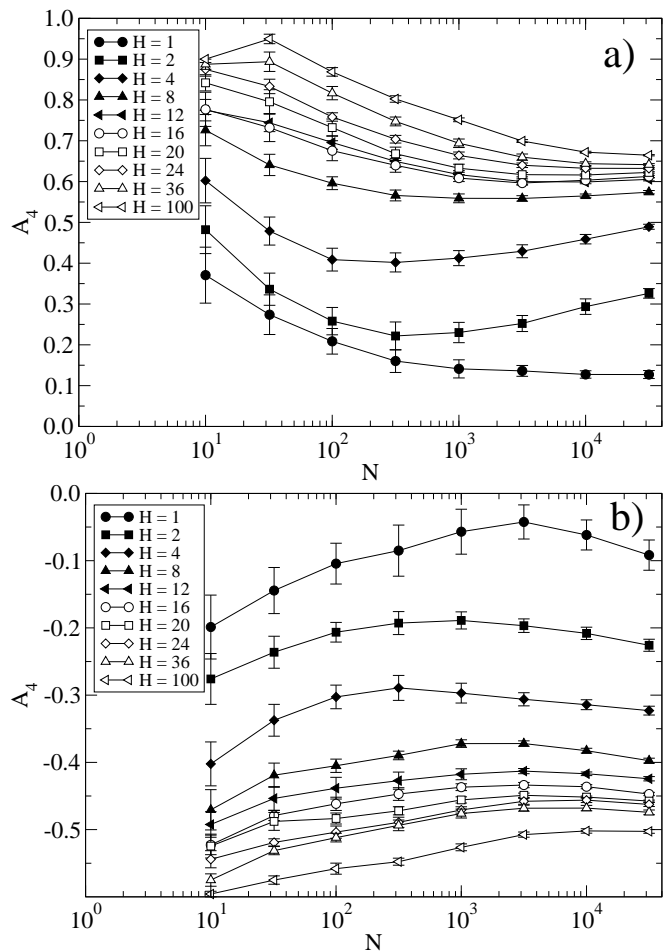 a)
1.0
0.9
0.8
0.7
0.6
0.5
0.4
0.3
0.2
0.1
0.0
A4
H = 1
H = 2
H = 4
H = 8
H = 12
H = 16
H = 20
H = 24
H = 36
H = 100
10^0 10^1 10^2 10^3 10^4
N
b)
0.0
-0.1
-0.2
-0.3
-0.4
-0.5
A4
H = 1
H = 2
H = 4
H = 8
H = 12
H = 16
H = 20
H = 24
H = 36
H = 100
10^0 10^1 10^2 10^3 10^4
N